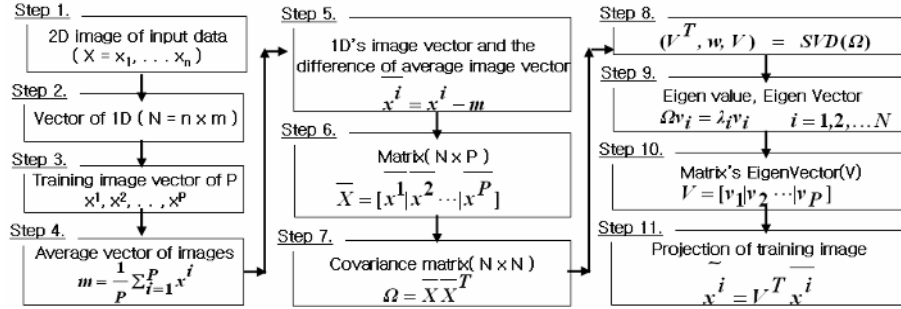 Step 1.
2D image of input data
( X = x₁, . . . xₙ)
Step 2.
Vector of 1D ( N = n x m )
Step 3.
Training image vector of P
x¹, x², . . , xᴾ
Step 4.
Average vector of images
m = 1/P Σᵢ₌₁ᴾ xⁱ
Step 5.
1D's image vector and the
difference of average image vector
x̅ⁱ = xⁱ – m
Step 6.
Matrix( N x P )
X̅ = [x̅¹|x̅² ⋯|x̅ᴾ]
Step 7.
Covariance matrix( N x N )
Ω = X̅X̅ᵀ
Step 8.
(Vᵀ, w, V) = SVD(Ω)
Step 9.
Eigen value, Eigen Vector
Ωvᵢ = λᵢvᵢ i = 1,2, ... N
Step 10.
Matrix's EigenVector(V)
V = [v₁|v₂ ⋯|v_P]
Step 11.
Projection of training image
x̃ⁱ = Vᵀ x̅ⁱ